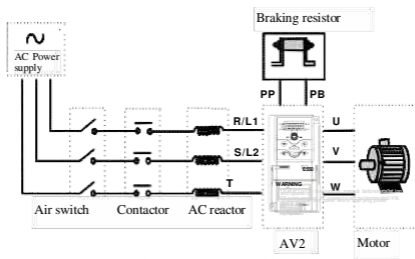 Braking resistor
AC Power
supply
PP
PB
R/L1
U
S/L2
V
T
W
WARNING
Air switch
Contactor
AC reactor
AV2
Motor